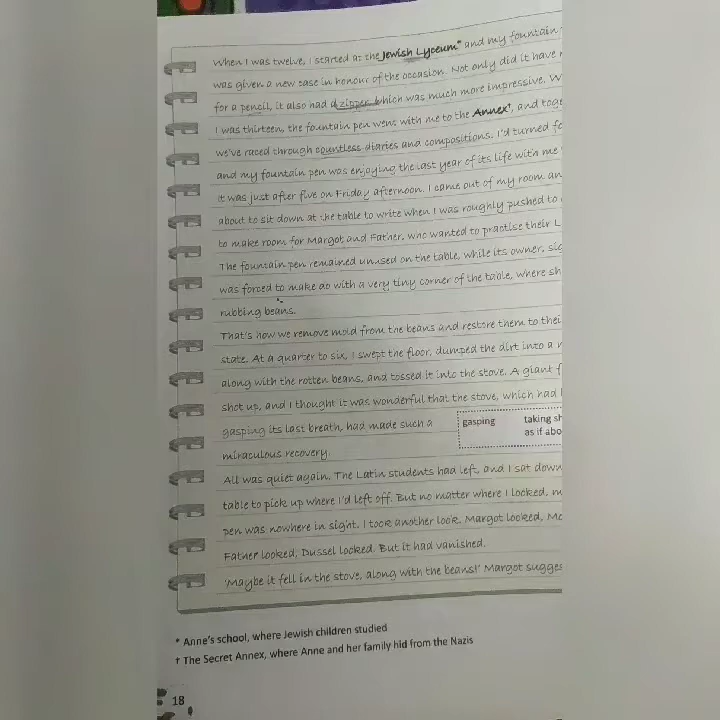 When I was twelve, I started at the Jewish Lyceum* and my fountain
was given a new case in honour of the occasion. Not only did it have
for a pencil, it also had a zipper, which was much more impressive. W
I was thirteen, the fountain pen went with me to the Annex†, and toge
we've raced through countless diaries and compositions. I'd turned fo
and my fountain pen was enjoying the last year of its life with me
It was just after five on Friday afternoon. I came out of my room an
about to sit down at the table to write when I was roughly pushed to
to make room for Margot and Father, who wanted to practise their L
The fountain pen remained unused on the table, while its owner, sig
was forced to make do with a very tiny corner of the table, where sh
rubbing beans.
That's how we remove mold from the beans and restore them to thei
state. At a quarter to six, I swept the floor, dumped the dirt into a n
along with the rotten beans, and tossed it into the stove. A giant f
shot up, and I thought it was wonderful that the stove, which had
gasping its last breath, had made such a
miraculous recovery.
gasping taking sh
as if abo
All was quiet again. The Latin students had left, and I sat down
table to pick up where I'd left off. But no matter where I looked, m
pen was nowhere in sight. I took another look. Margot looked, Mo
Father looked, Dussel looked. But it had vanished.
'Maybe it fell in the stove, along with the beans!' Margot sugges
* Anne's school, where Jewish children studied
† The Secret Annex, where Anne and her family hid from the Nazis
18